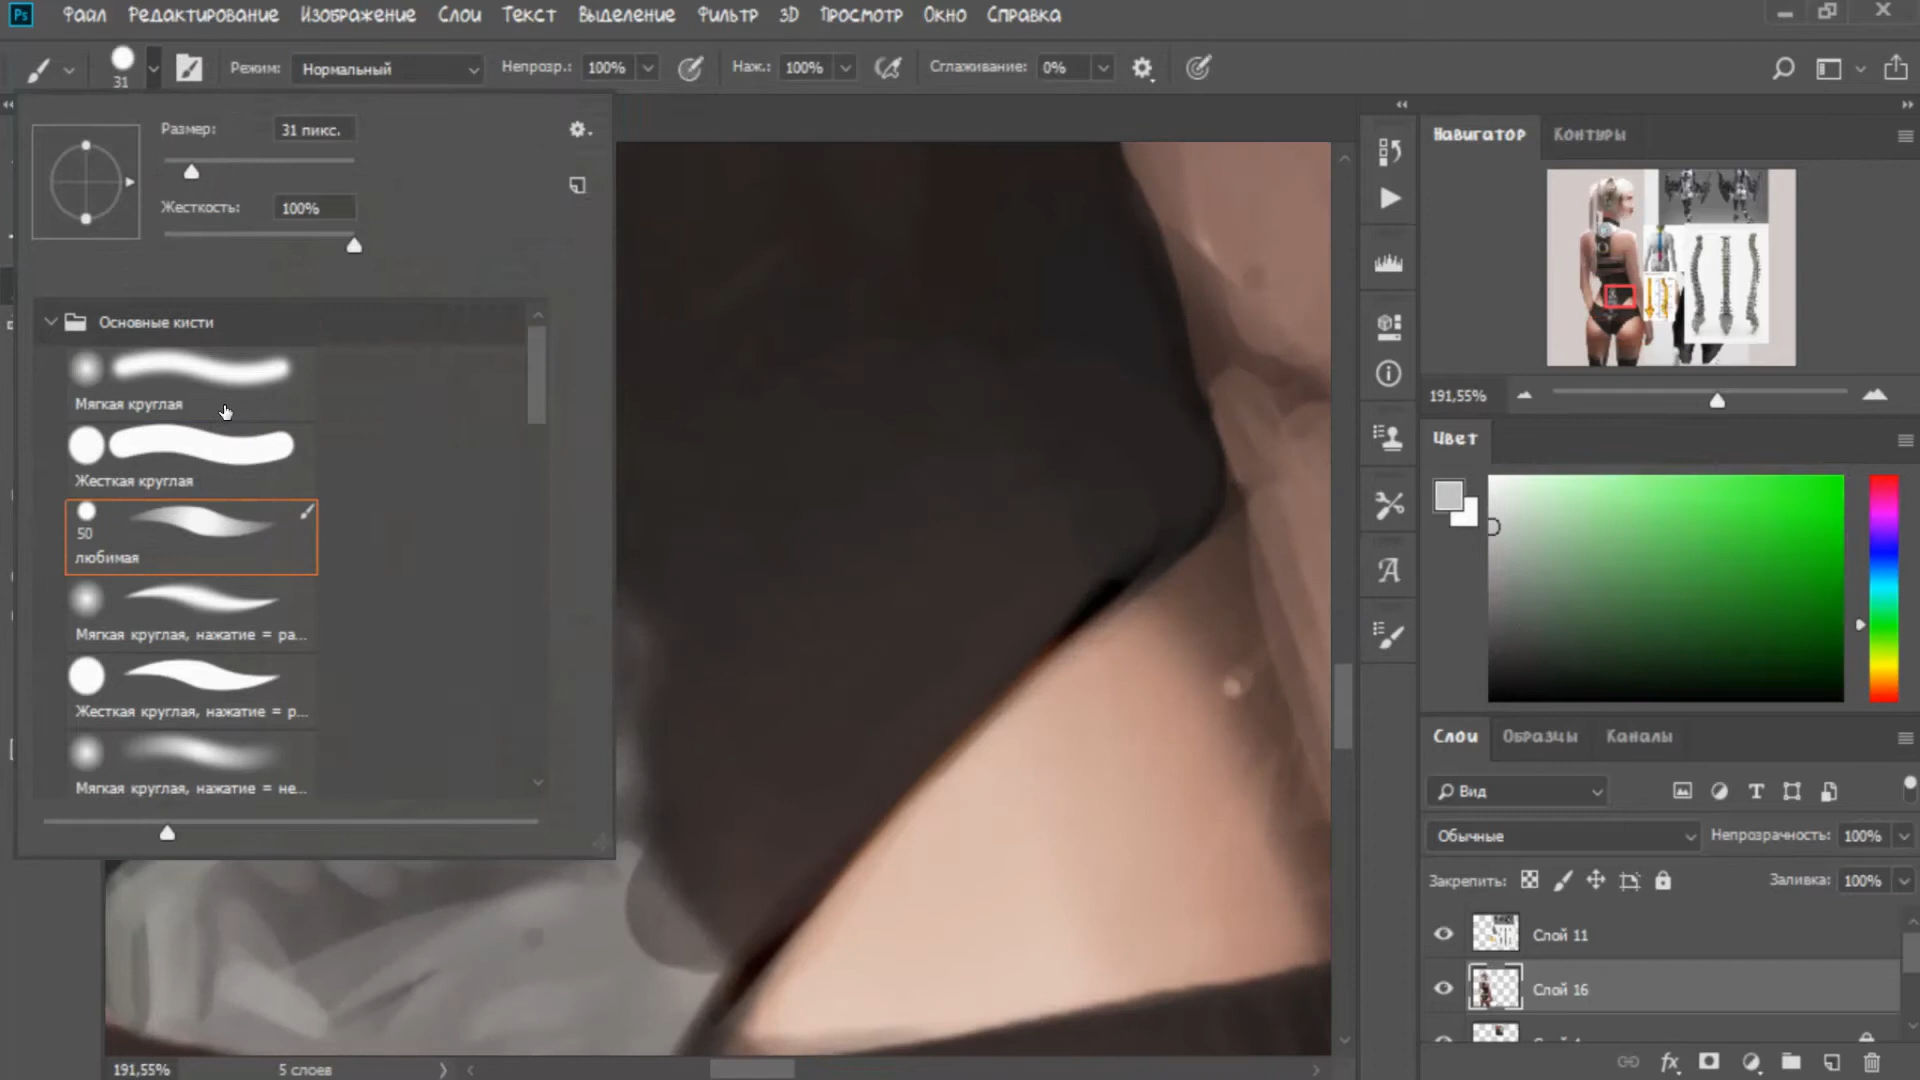 Ps Файл Редактирование Изображение Слои Текст Выделение Фильтр 3D Просмотр Окно Справка
31 Режим: Нормальный Непрозр.: 100% Наж.: 100% Сглаживание: 0%
Размер: 31 пикс.
Жесткость: 100%
Основные кисти
Мягкая круглая
Жесткая круглая
50
любимая
Мягкая круглая, нажатие = ра...
Жесткая круглая, нажатие = р...
Мягкая круглая, нажатие = не...
191,55% 5 слоев
Навигатор Контуры
191,55%
Цвет
Слои Образцы Каналы
Вид
Обычные Непрозрачность: 100%
Закрепить: Заливка: 100%
Слой 11
Слой 16